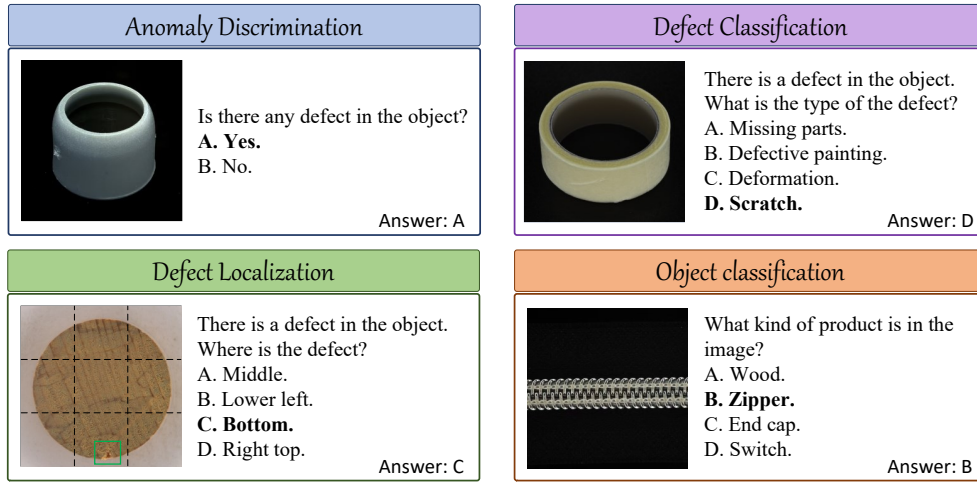 Anomaly Discrimination
Is there any defect in the object?
A. Yes.
B. No.
Answer: A
Defect Classification
There is a defect in the object.
What is the type of the defect?
A. Missing parts.
B. Defective painting.
C. Deformation.
D. Scratch.
Answer: D
Defect Localization
There is a defect in the object.
Where is the defect?
A. Middle.
B. Lower left.
C. Bottom.
D. Right top.
Answer: C
Object classification
What kind of product is in the
image?
A. Wood.
B. Zipper.
C. End cap.
D. Switch.
Answer: B